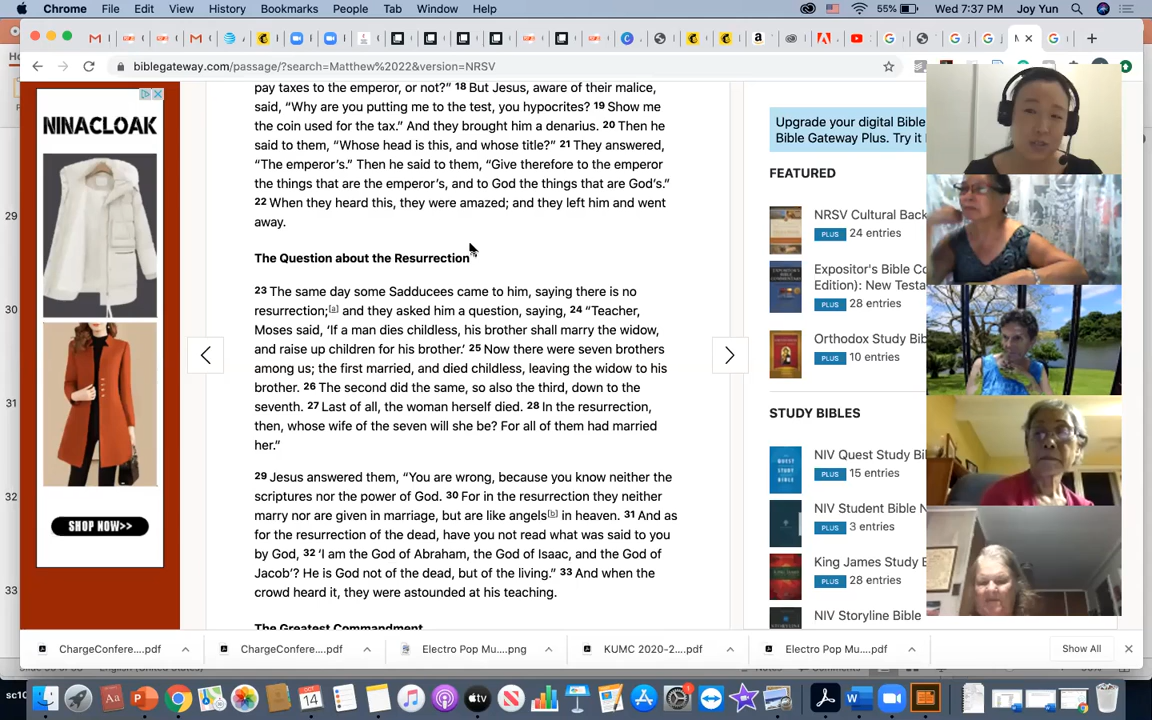 Chrome File Edit View History Bookmarks People Tab Window Help 55% Wed 7:37 PM Joy Yun
biblegateway.com/passage/?search=Matthew%2022&version=NRSV
NINACLOAK
SHOP NOW>>
29
30
31
32
33
pay taxes to the emperor, or not?” 18 But Jesus, aware of their malice,
said, “Why are you putting me to the test, you hypocrites? 19 Show me
the coin used for the tax.” And they brought him a denarius. 20 Then he
said to them, “Whose head is this, and whose title?” 21 They answered,
“The emperor’s.” Then he said to them, “Give therefore to the emperor
the things that are the emperor’s, and to God the things that are God’s.”
22 When they heard this, they were amazed; and they left him and went
away.
The Question about the Resurrection
23 The same day some Sadducees came to him, saying there is no
resurrection;[a] and they asked him a question, saying, 24 “Teacher,
Moses said, ‘If a man dies childless, his brother shall marry the widow,
and raise up children for his brother.’ 25 Now there were seven brothers
among us; the first married, and died childless, leaving the widow to his
brother. 26 The second did the same, so also the third, down to the
seventh. 27 Last of all, the woman herself died. 28 In the resurrection,
then, whose wife of the seven will she be? For all of them had married
her.”
29 Jesus answered them, “You are wrong, because you know neither the
scriptures nor the power of God. 30 For in the resurrection they neither
marry nor are given in marriage, but are like angels[b] in heaven. 31 And as
for the resurrection of the dead, have you not read what was said to you
by God, 32 ‘I am the God of Abraham, the God of Isaac, and the God of
Jacob’? He is God not of the dead, but of the living.” 33 And when the
crowd heard it, they were astounded at his teaching.
The Greatest Commandment
Upgrade your digital Bible
Bible Gateway Plus. Try it
FEATURED
NRSV Cultural Back
PLUS 24 entries
Expositor's Bible Co
Edition): New Testa
PLUS 28 entries
Orthodox Study Bib
PLUS 10 entries
STUDY BIBLES
NIV Quest Study Bi
PLUS 15 entries
NIV Student Bible N
PLUS 3 entries
King James Study B
PLUS 28 entries
NIV Storyline Bible
ChargeConfe....pdf
ChargeConfe....pdf
Electro Pop Mu....png
KUMC 2020-2....pdf
Electro Pop Mu....pdf
Show All
OCT
14
tv